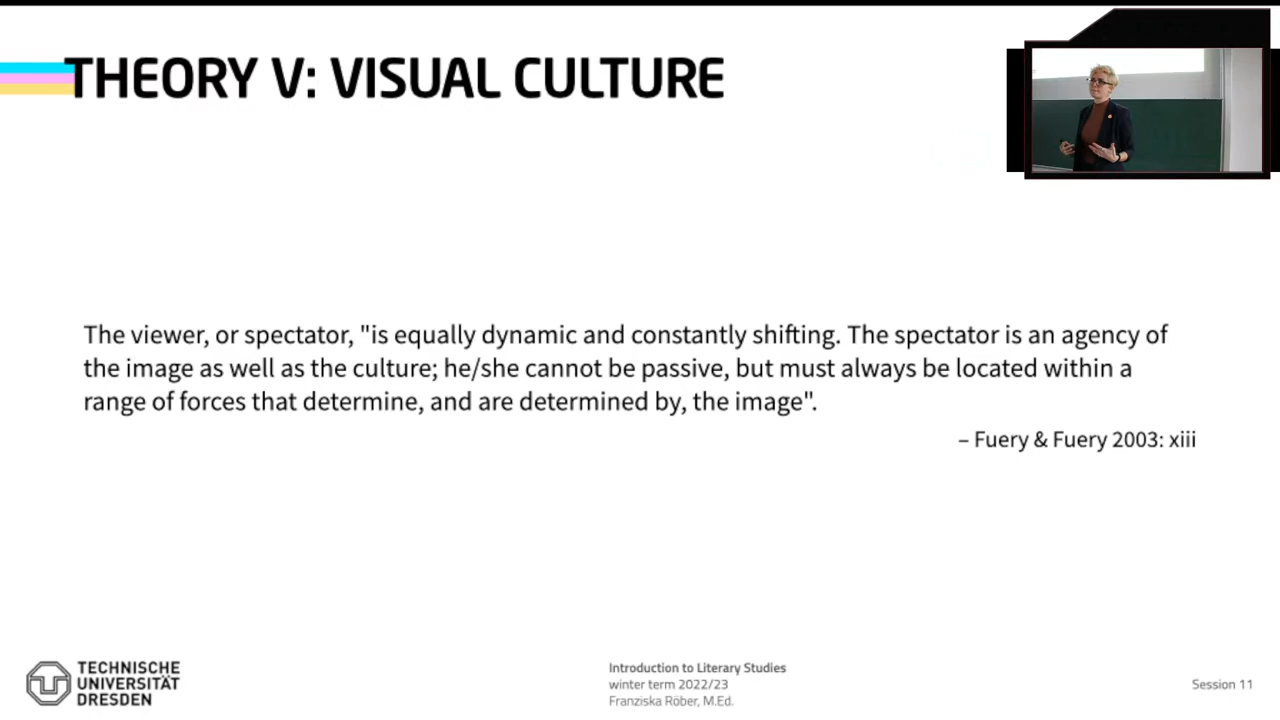 THEORY V: VISUAL CULTURE
The viewer, or spectator, "is equally dynamic and constantly shifting. The spectator is an agency of
the image as well as the culture; he/she cannot be passive, but must always be located within a
range of forces that determine, and are determined by, the image".
– Fuery & Fuery 2003: xiii
TECHNISCHE
UNIVERSITÄT
DRESDEN
Introduction to Literary Studies
winter term 2022/23
Franziska Röber, M.Ed.
Session 11